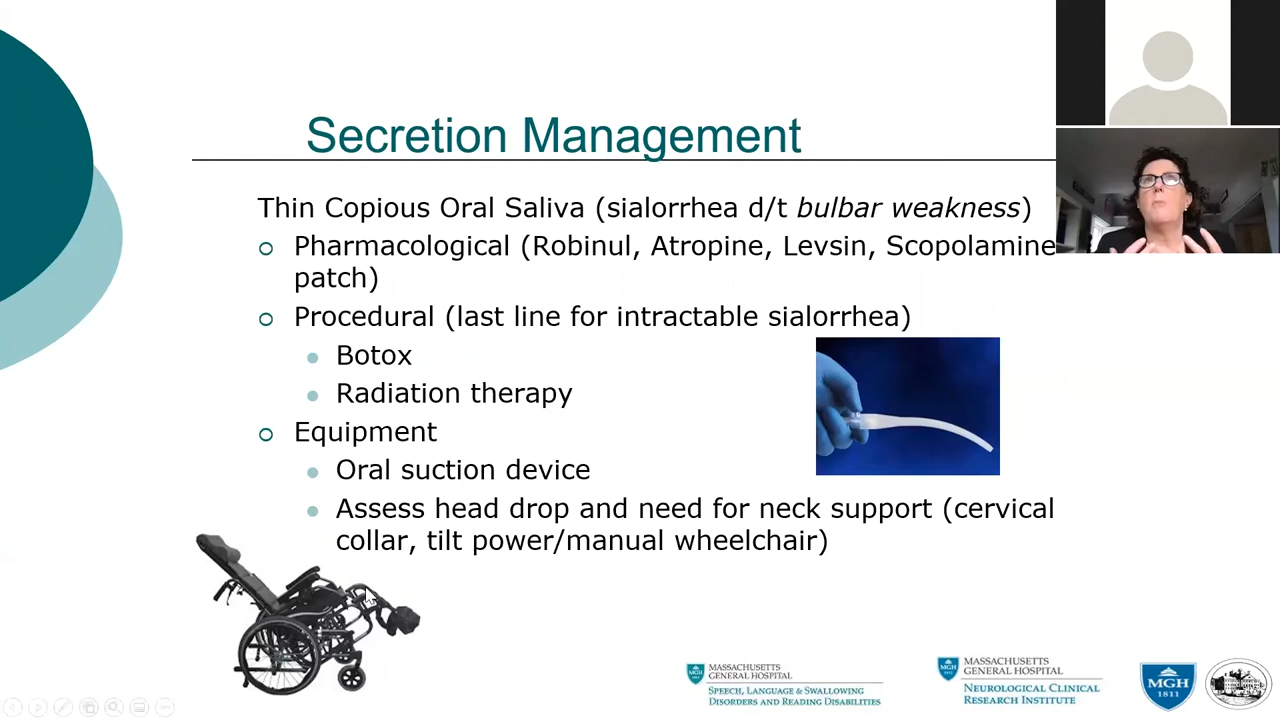 Secretion Management
Thin Copious Oral Saliva (sialorrhea d/t bulbar weakness)
Pharmacological (Robinul, Atropine, Levsin, Scopolamine
patch)
Procedural (last line for intractable sialorrhea)
Botox
Radiation therapy
Equipment
Oral suction device
Assess head drop and need for neck support (cervical
collar, tilt power/manual wheelchair)
MASSACHUSETTS
GENERAL HOSPITAL
SPEECH, LANGUAGE & SWALLOWING
DISORDERS AND READING DISABILITIES
MASSACHUSETTS
GENERAL HOSPITAL
NEUROLOGICAL CLINICAL
RESEARCH INSTITUTE
MGH
1811